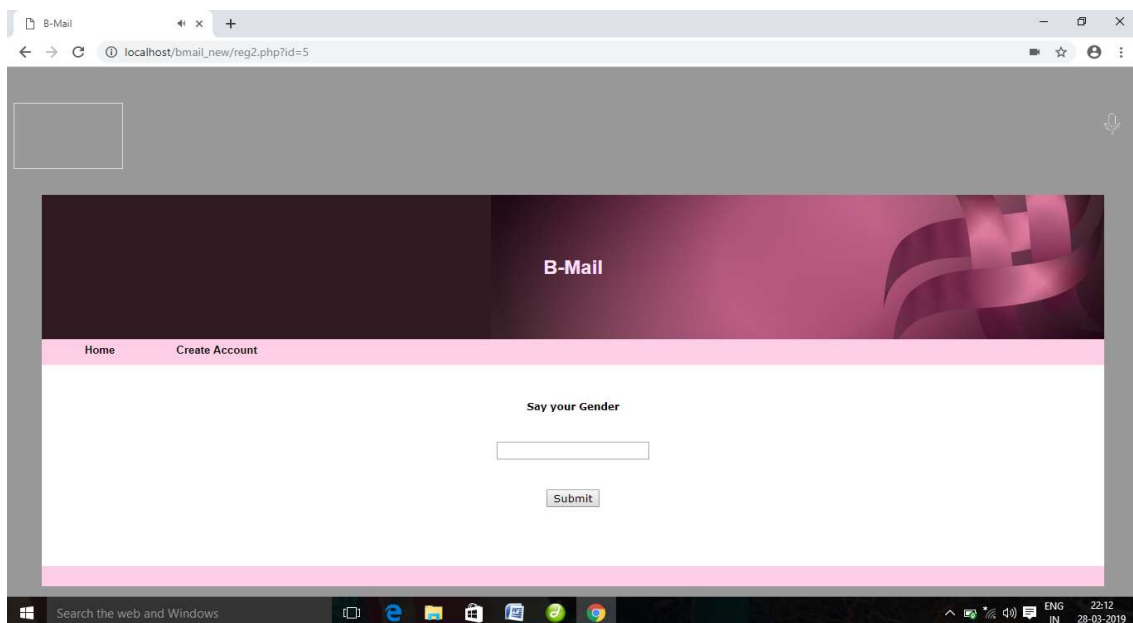 B-Mail
localhost/bmail_new/reg2.php?id=5
B-Mail
Home Create Account
Say your Gender
Submit
Search the web and Windows
ENG 22:12
IN 28-03-2019